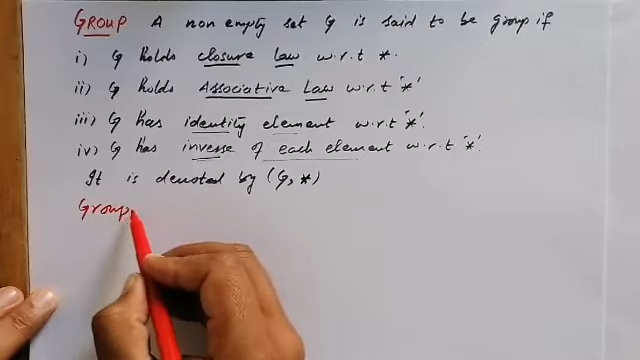 GROUP A non empty set G is said to be group if
i) G holds closure law w.r.t *.
ii) G holds Associative Law w.r.t '*'
iii) G has identity element w.r.t '*'.
iv) G has inverse of each element w.r.t '*'.
It is denoted by (G, *)
Group